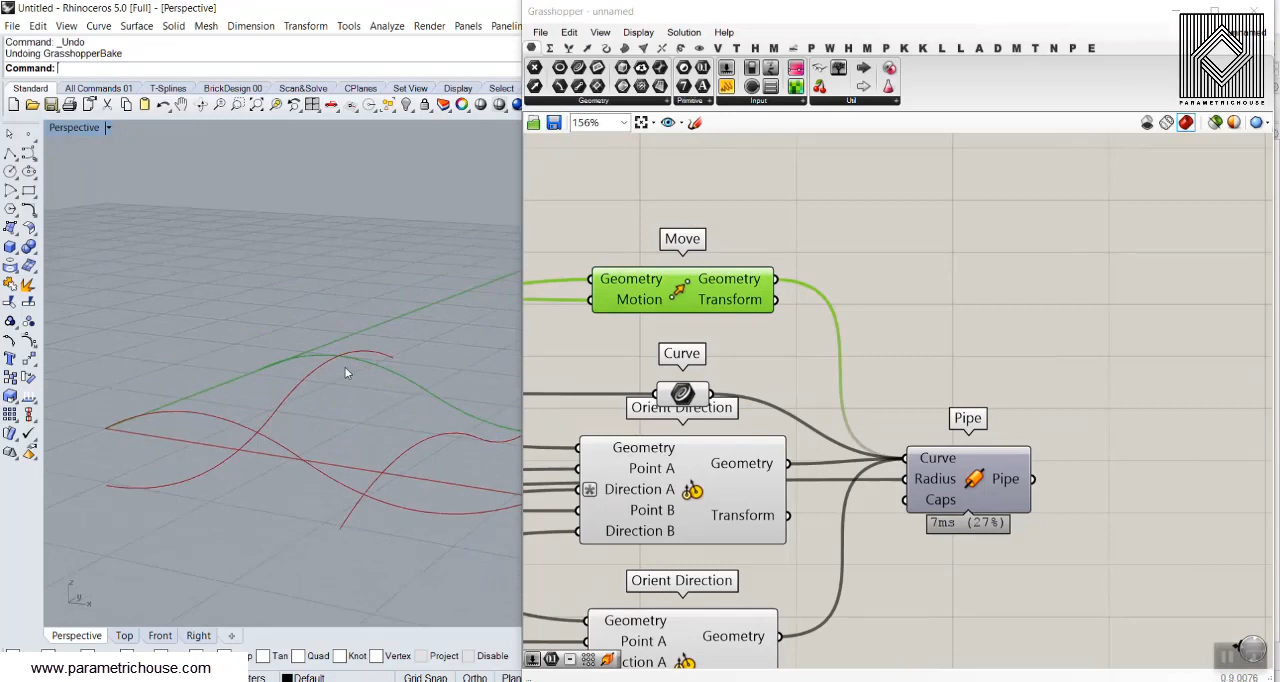 Untitled - Rhinoceros 5.0 [Full] - [Perspective]
File Edit View Curve Surface Solid Mesh Dimension Transform Tools Analyze Render Panels
Command: _Undo
Undoing GrasshopperBake
Command:
Standard All Commands 01 T-Splines BrickDesign 00 Scan&Solve CPlanes Set View Display Select
Perspective
z
y x
Perspective Top Front Right
Tan Quad Knot Vertex Project Disable
www.parametrichouse.com
Default Grid Snap Ortho
Grasshopper - unnamed
File Edit View Display Solution Help
V T H M P W H M P K K L L A D M T N P E
Geometry Primitive Input Util
PARAMETRICHOUSE
156%
Move
Geometry Geometry
Motion Transform
Curve
Orient Direction
Geometry
Point A Geometry
Direction A
Point B Transform
Direction B
Pipe
Curve
Radius Pipe
Caps
7ms (27%)
Orient Direction
Geometry
Point A Geometry
0.9.0076